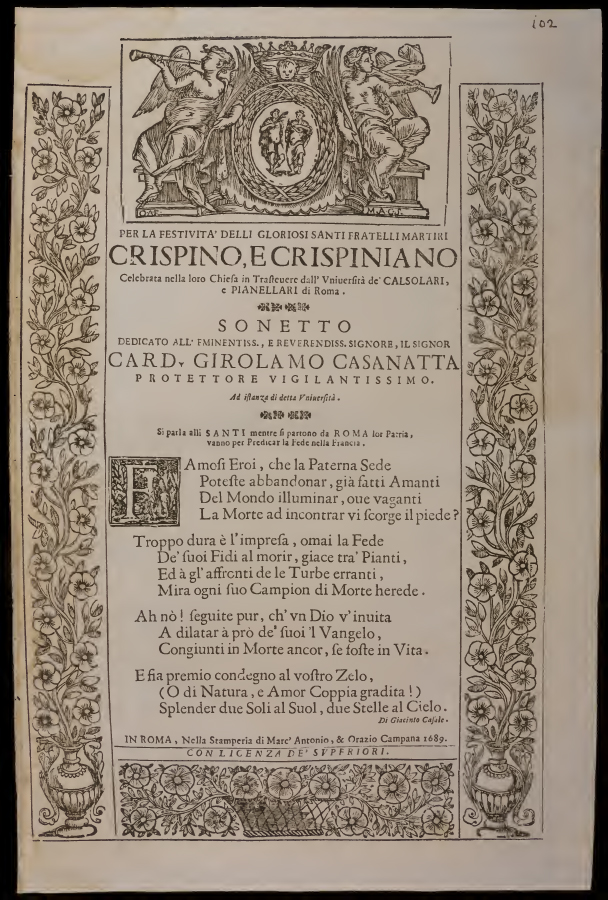 102
DAF. MAGI.
PER LA FESTIVITA' DELLI GLORIOSI SANTI FRATELLI MARTIRI
CRISPINO, E CRISPINIANO
Celebrata nella loro Chiesa in Trasteuere dall' Vniuersità de' CALSOLARI,
e PIANELLARI di Roma.
SONETTO
DEDICATO ALL' EMINENTISS., E REVERENDISS. SIGNORE, IL SIGNOR
CARD. GIROLAMO CASANATTA
PROTETTORE VIGILANTISSIMO.
Ad istanza di detta Vniuersità.
Si parla alli SANTI mentre si partono da ROMA lor Patria,
vanno per Predicar la Fede nella Francia.
FAmosi Eroi, che la Paterna Sede
Poteste abbandonar, già fatti Amanti
Del Mondo illuminar, oue vaganti
La Morte ad incontrar vi scorge il piede?
Troppo dura è l'impresa, omai la Fede
De' suoi Fidi al morir, giace tra' Pianti,
Ed à gl' affronti de le Turbe erranti,
Mira ogni suo Campion di Morte herede.
Ah nò! seguite pur, ch' vn Dio v' inuita
A dilatar à prò de' suoi 'l Vangelo,
Congiunti in Morte ancor, se foste in Vita.
E sia premio condegno al vostro Zelo,
(O di Natura, e Amor Coppia gradita!)
Splender due Soli al Suol, due Stelle al Cielo.
Di Giacinto Casale.
IN ROMA, Nella Stamperia di Marc' Antonio, & Orazio Campana 1689.
CON LICENZA DE' SVPERIORI.